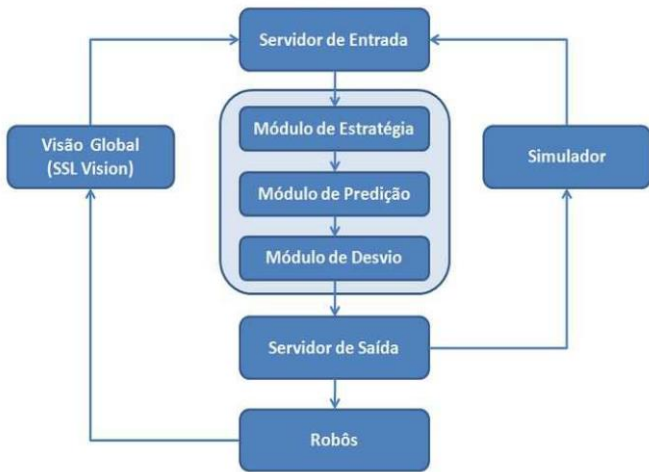 Servidor de Entrada
Módulo de Estratégia
Visão Global
(SSL Vision)
Simulador
Módulo de Predição
Módulo de Desvio
Servidor de Saída
Robôs